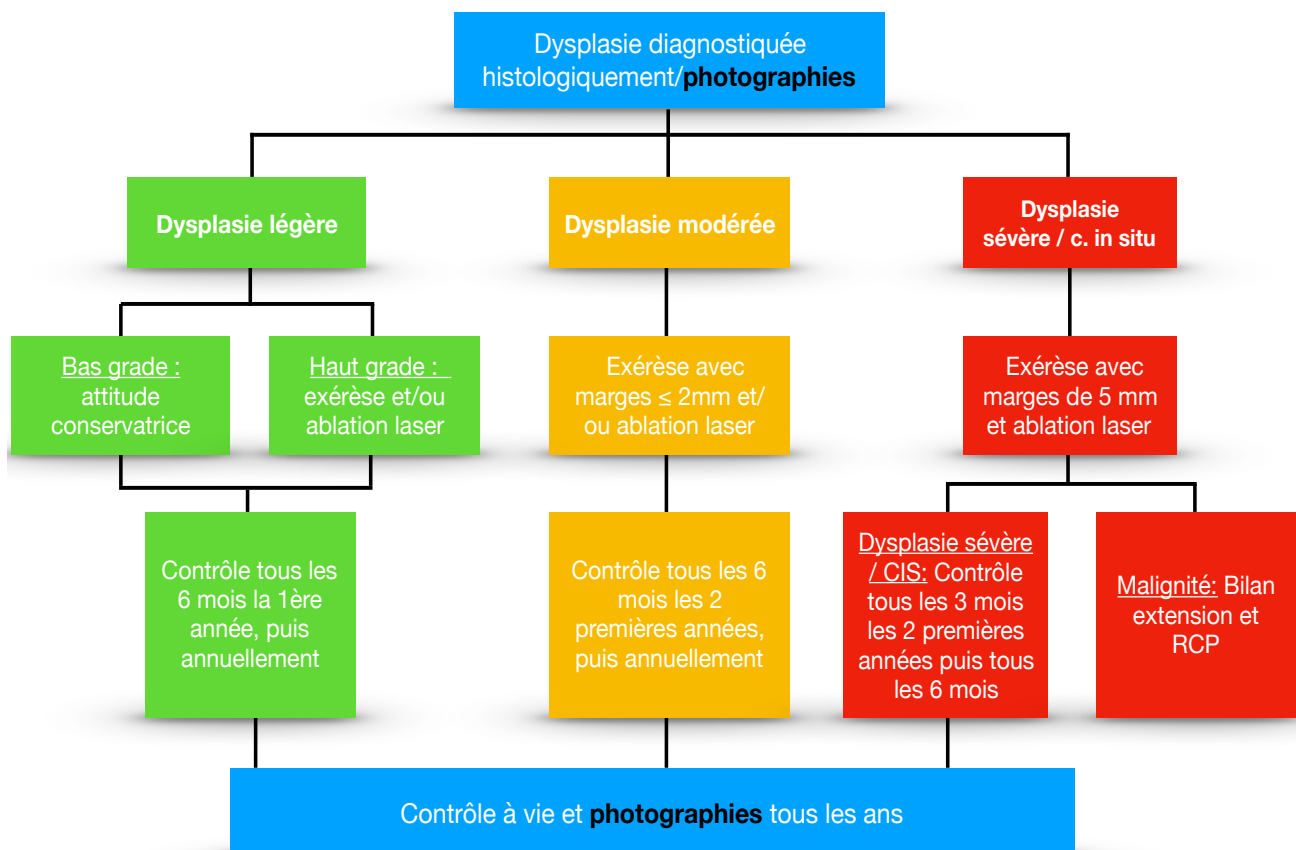 Dysplasie diagnostiquée
histologiquement/photographies
Dysplasie légère
Dysplasie modérée
Dysplasie
sévère / c. in situ
Bas grade :
attitude
conservatrice
Haut grade :
exérèse et/ou
ablation laser
Exérèse avec
marges ≤ 2mm et/
ou ablation laser
Exérèse avec
marges de 5 mm
et ablation laser
Contrôle tous les
6 mois la 1ère
année, puis
annuellement
Contrôle tous les 6
mois les 2
premières années,
puis annuellement
Dysplasie sévère
/ CIS: Contrôle
tous les 3 mois
les 2 premières
années puis tous
les 6 mois
Malignité: Bilan
extension et
RCP
Contrôle à vie et photographies tous les ans